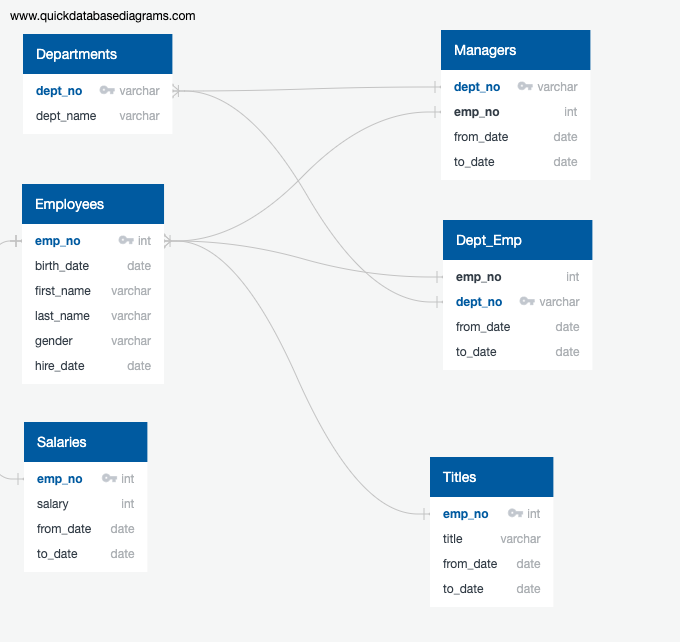 www.quickdatabasediagrams.com
Departments
dept_no varchar
dept_name varchar
Managers
dept_no varchar
emp_no int
from_date date
to_date date
Employees
emp_no int
birth_date date
first_name varchar
last_name varchar
gender varchar
hire_date date
Dept_Emp
emp_no int
dept_no varchar
from_date date
to_date date
Salaries
emp_no int
salary int
from_date date
to_date date
Titles
emp_no int
title varchar
from_date date
to_date date